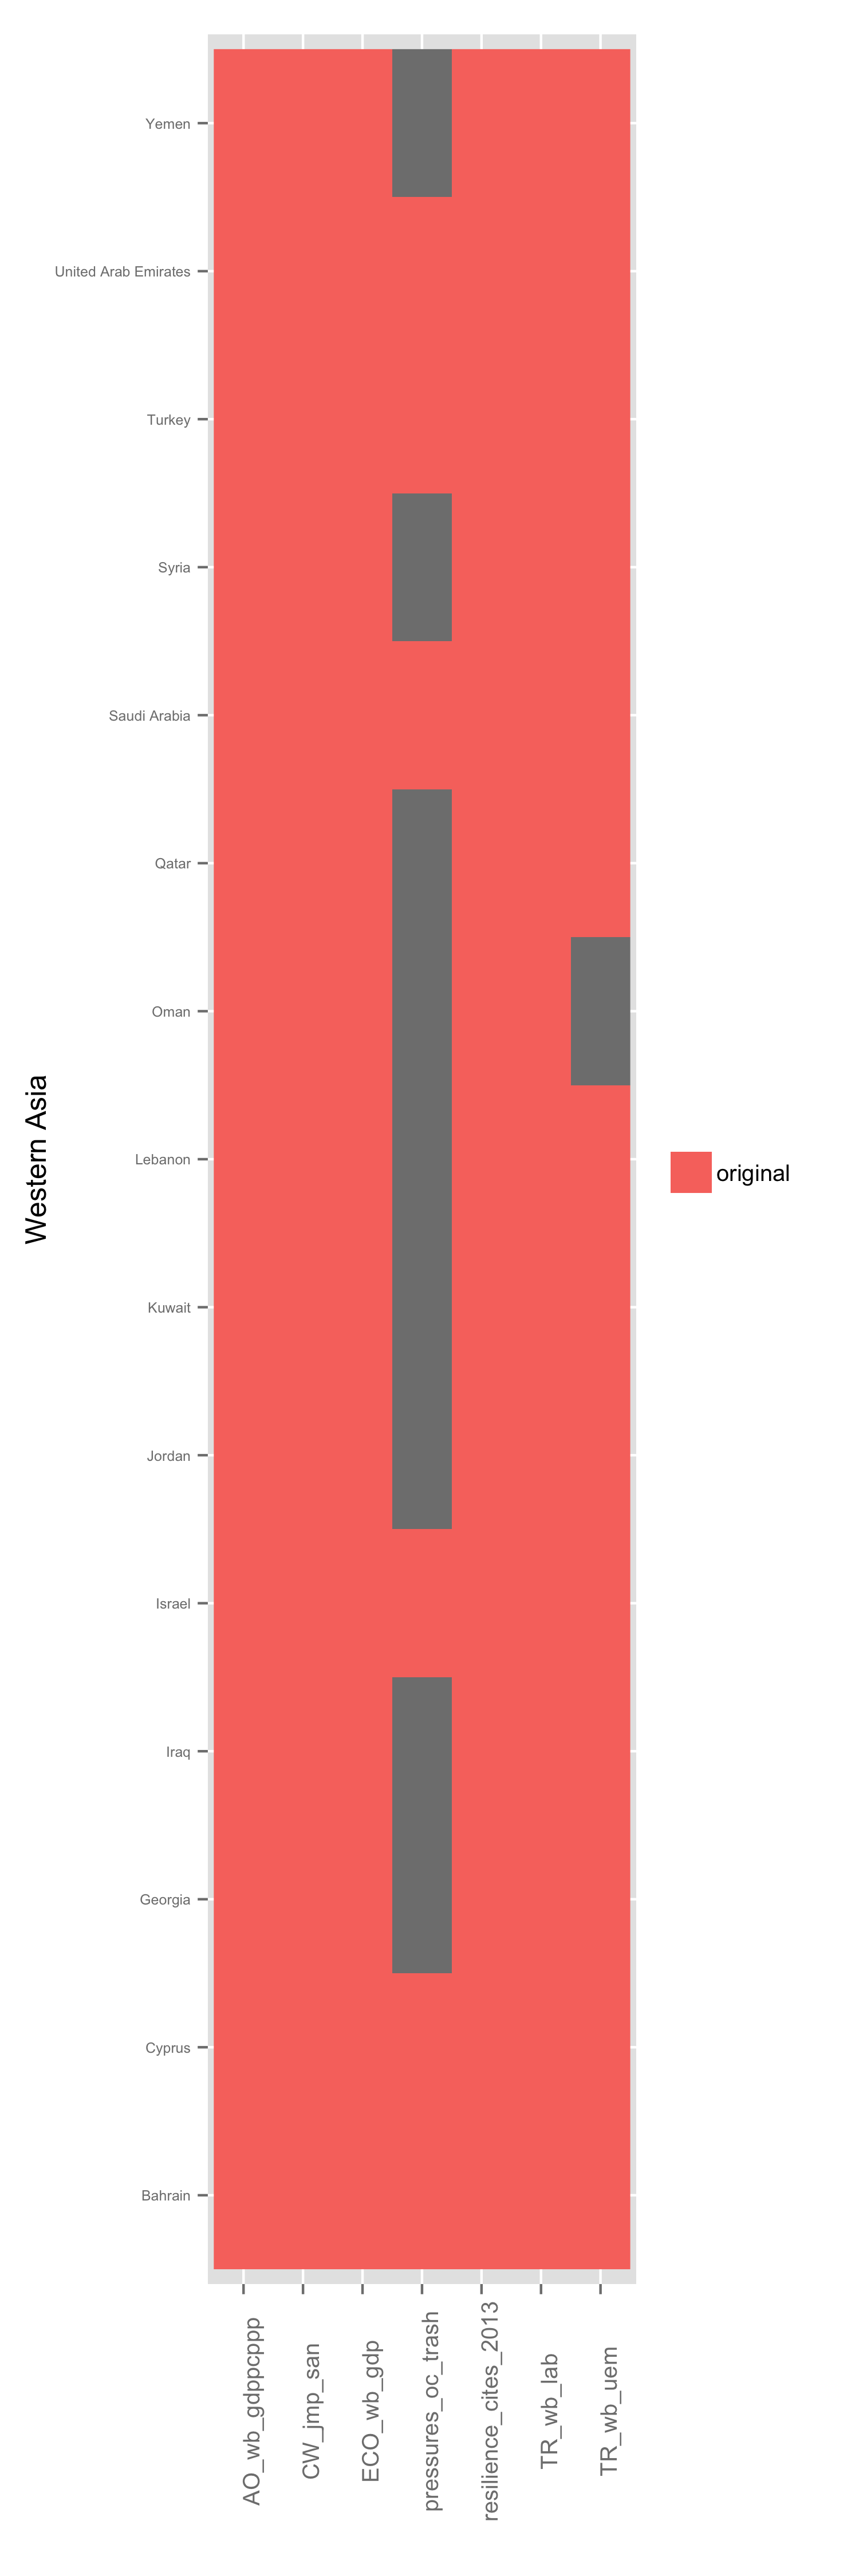 Yemen
United Arab Emirates
Turkey
Syria
Saudi Arabia
Qatar
Oman
Lebanon
Kuwait
Jordan
Israel
Iraq
Georgia
Cyprus
Bahrain
Western Asia
original
AO_wb_gdppcppp
CW_jmp_san
ECO_wb_gdp
pressures_oc_trash
resilience_cites_2013
TR_wb_lab
TR_wb_uem